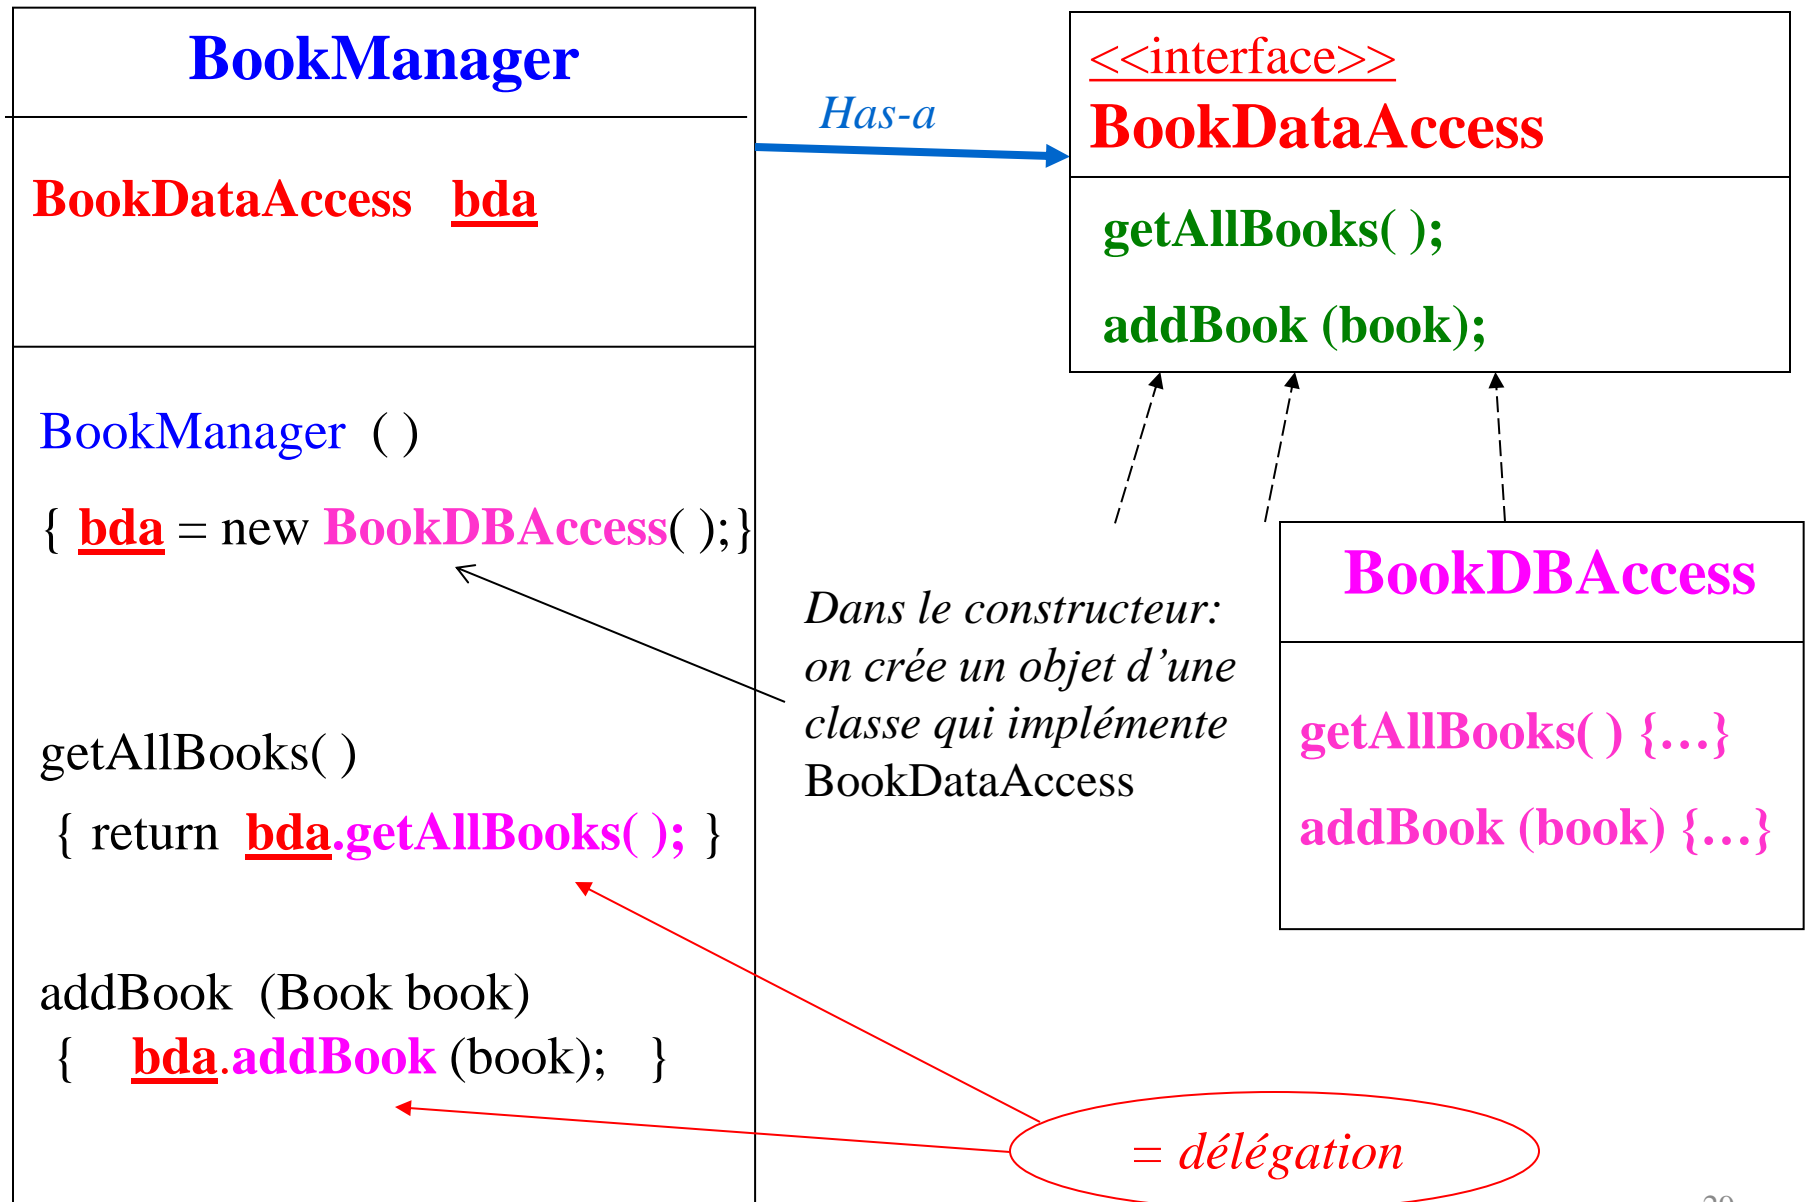 BookManager
BookDataAccess bda
BookManager ( )
{ bda = new BookDBAccess( );}
getAllBooks( )
{ return bda.getAllBooks( ); }
addBook (Book book)
{ bda.addBook (book); }
Has-a
<<interface>>
BookDataAccess
getAllBooks( );
addBook (book);
Dans le constructeur:
on crée un objet d’une
classe qui implémente
BookDataAccess
BookDBAccess
getAllBooks( ) {…}
addBook (book) {…}
= délégation